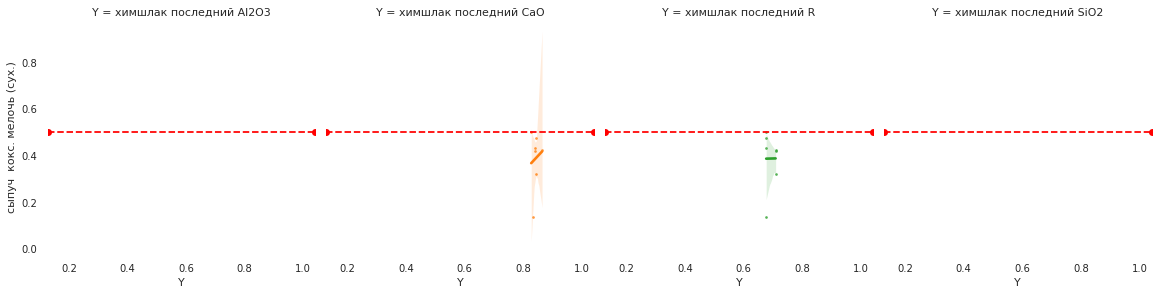 Y = химшлак последний Al2O3
Y = химшлак последний CaO
Y = химшлак последний R
Y = химшлак последний SiO2
сыпуч  кокс. мелочь (сух.)
0.8
0.6
0.4
0.2
0.0
0.2 0.4 0.6 0.8 1.0
0.2 0.4 0.6 0.8 1.0
0.2 0.4 0.6 0.8 1.0
0.2 0.4 0.6 0.8 1.0
Y
Y
Y
Y